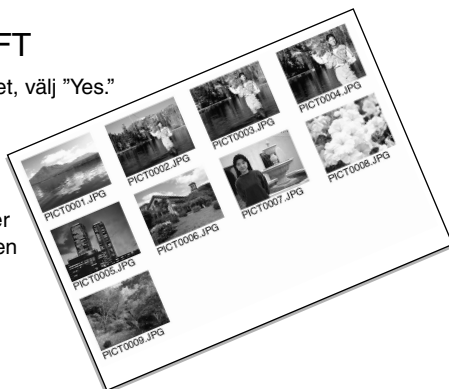 FT
et, välj ”Yes.”
er
en
PICT0001.JPG
PICT0002.JPG
PICT0003.JPG
PICT0004.JPG
PICT0005.JPG
PICT0006.JPG
PICT0007.JPG
PICT0008.JPG
PICT0009.JPG